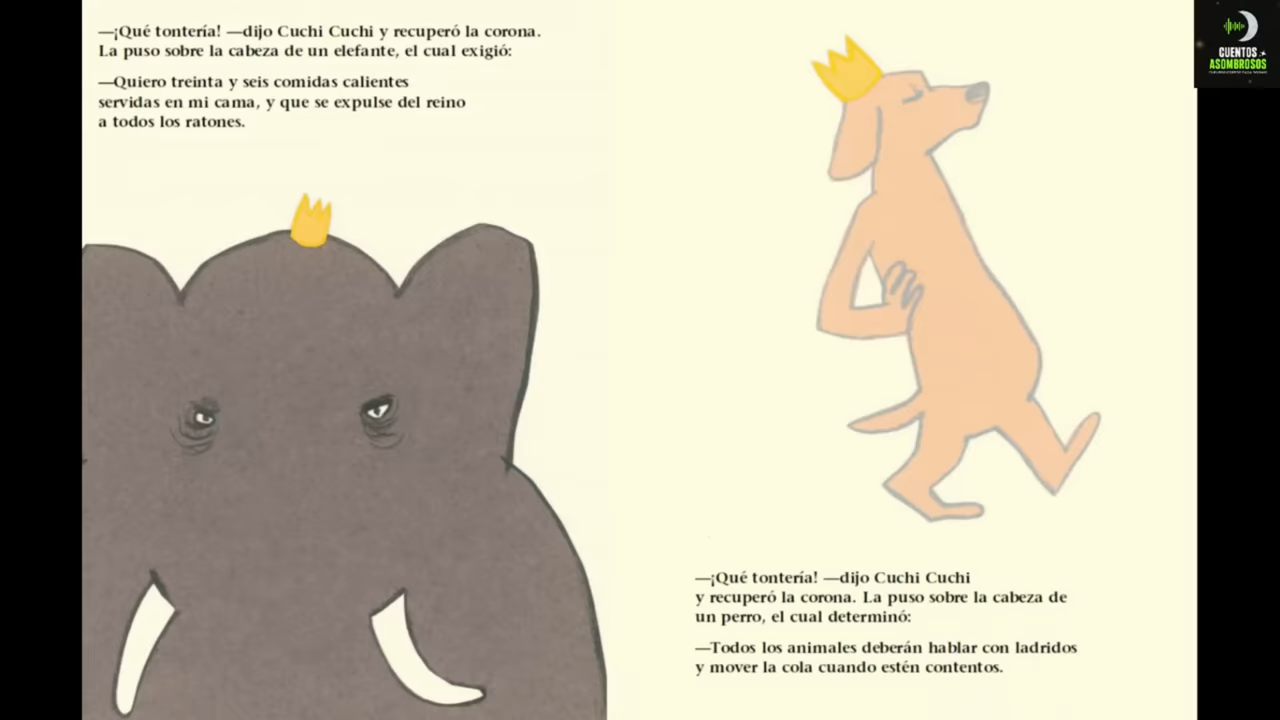 —¡Qué tontería! —dijo Cuchi Cuchi y recuperó la corona.
La puso sobre la cabeza de un elefante, el cual exigió:
—Quiero treinta y seis comidas calientes
servidas en mi cama, y que se expulse del reino
a todos los ratones.
—¡Qué tontería! —dijo Cuchi Cuchi
y recuperó la corona. La puso sobre la cabeza de
un perro, el cual determinó:
—Todos los animales deberán hablar con ladridos
y mover la cola cuando estén contentos.
CUENTOS
ASOMBROSOS